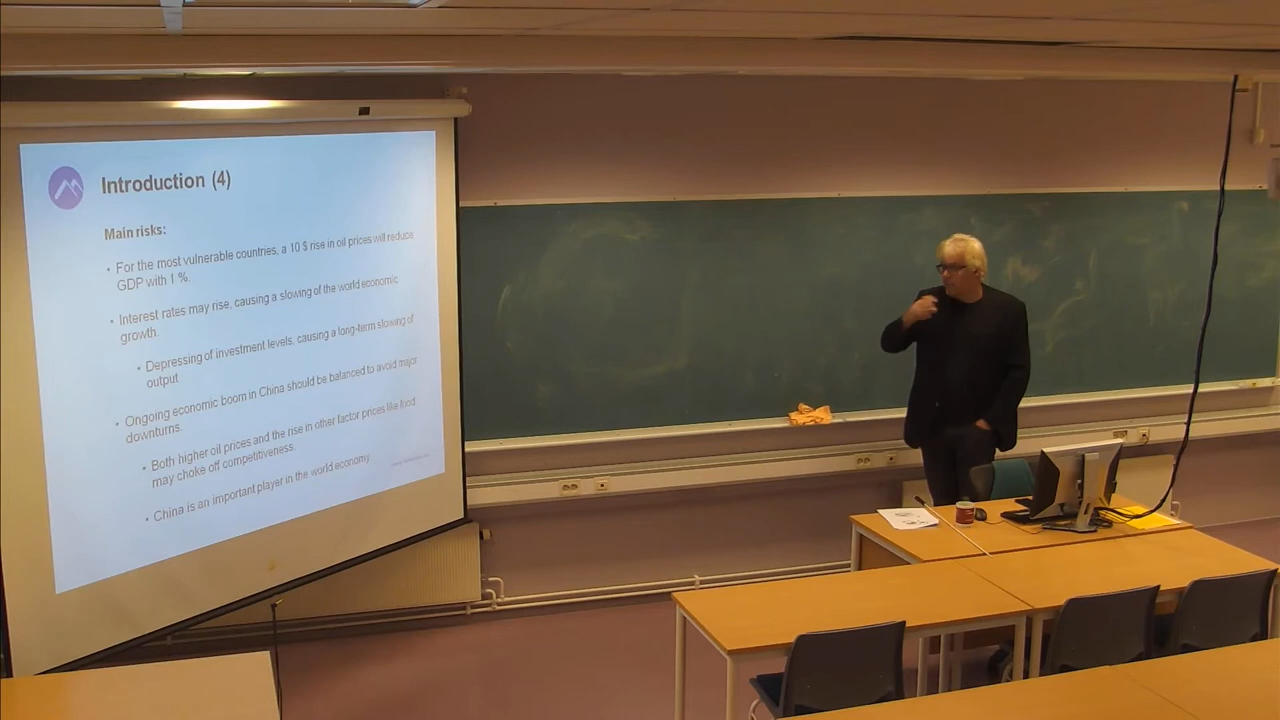 Introduction (4)
Main risks:
• For the most vulnerable countries, a 10 $ rise in oil prices will reduce
GDP with 1 %.
• Interest rates may rise, causing a slowing of the world economic
growth.
• Depressing of investment levels, causing a long-term slowing of
output
• Ongoing economic boom in China should be balanced to avoid major
downturns.
• Both higher oil prices and the rise in other factor prices like food
may choke off competitiveness.
• China is an important player in the world economy.